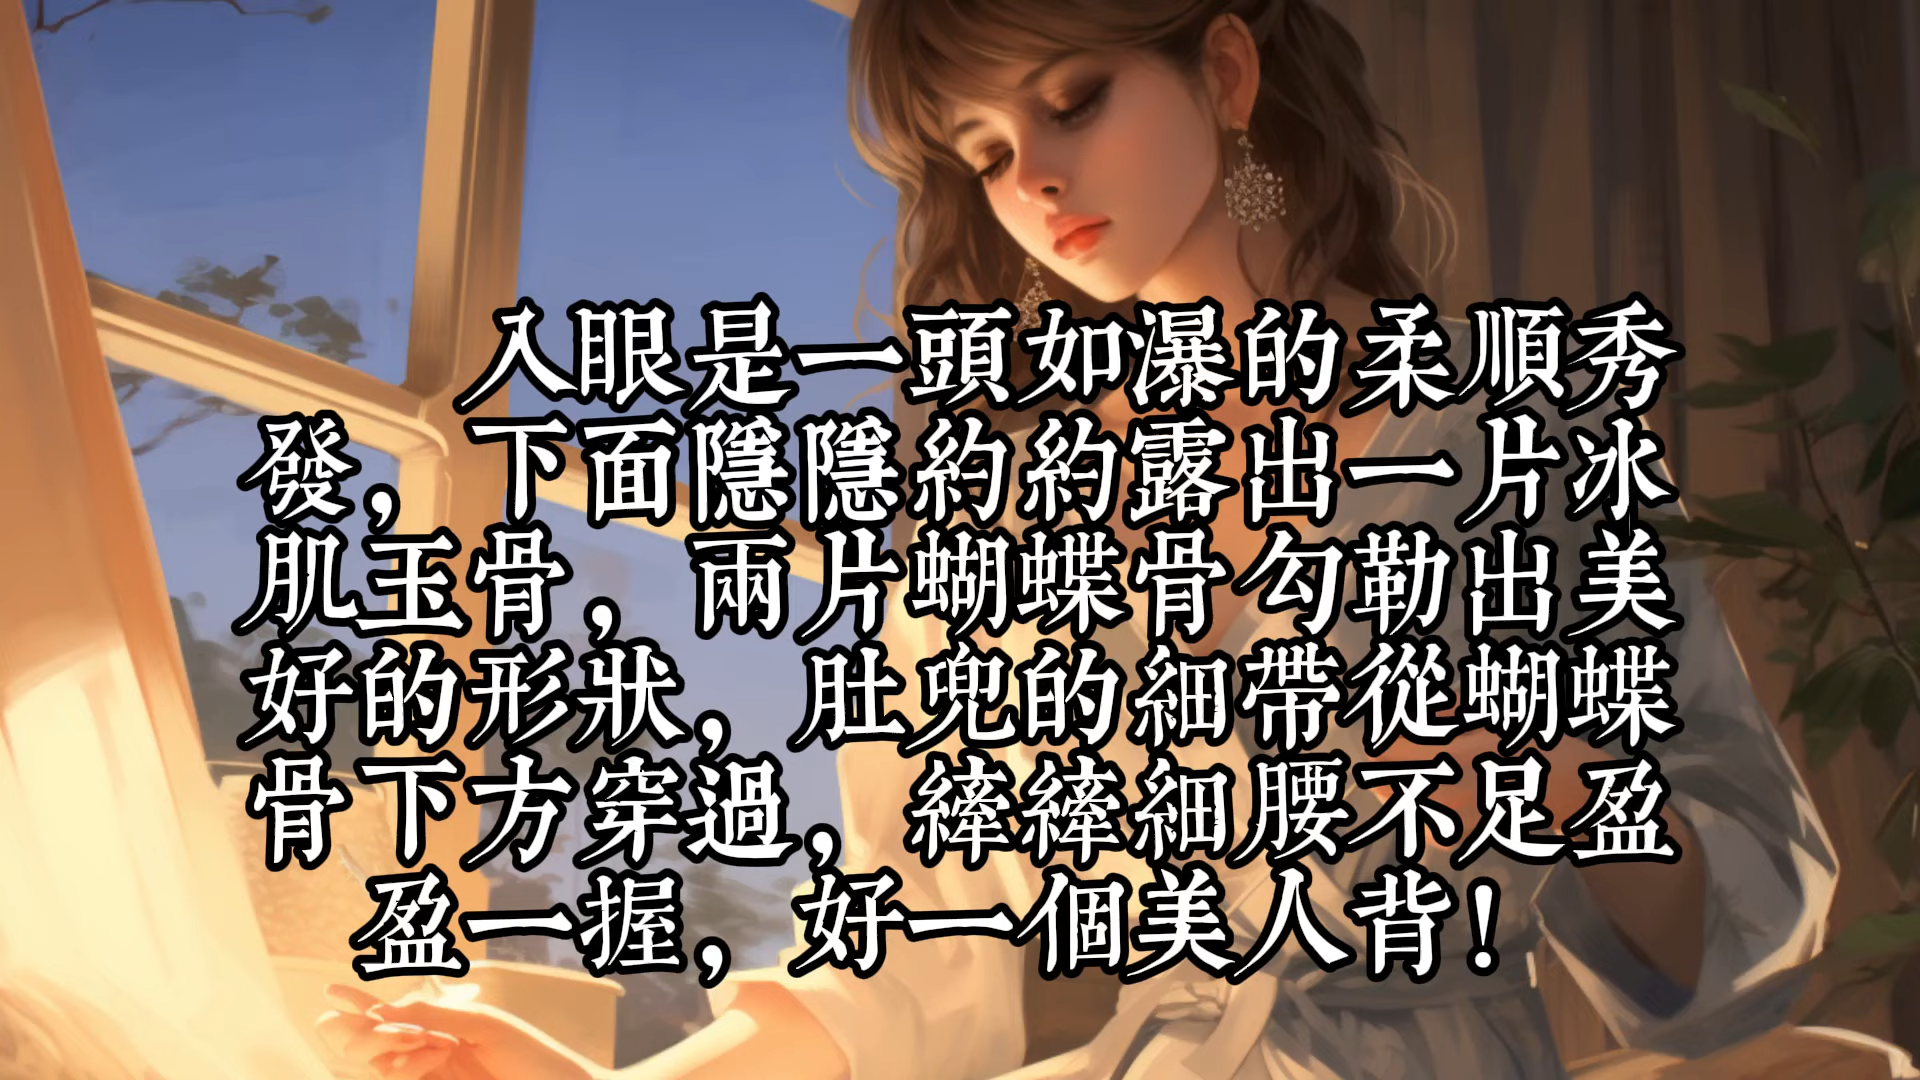 入眼是一頭如瀑的柔順秀
發，下面隱隱約約露出一片冰
肌玉骨，兩片蝴蝶骨勾勒出美
好的形狀，肚兜的細帶從蝴蝶
骨下方穿過，縴縴細腰不足盈
盈一握，好一個美人背！